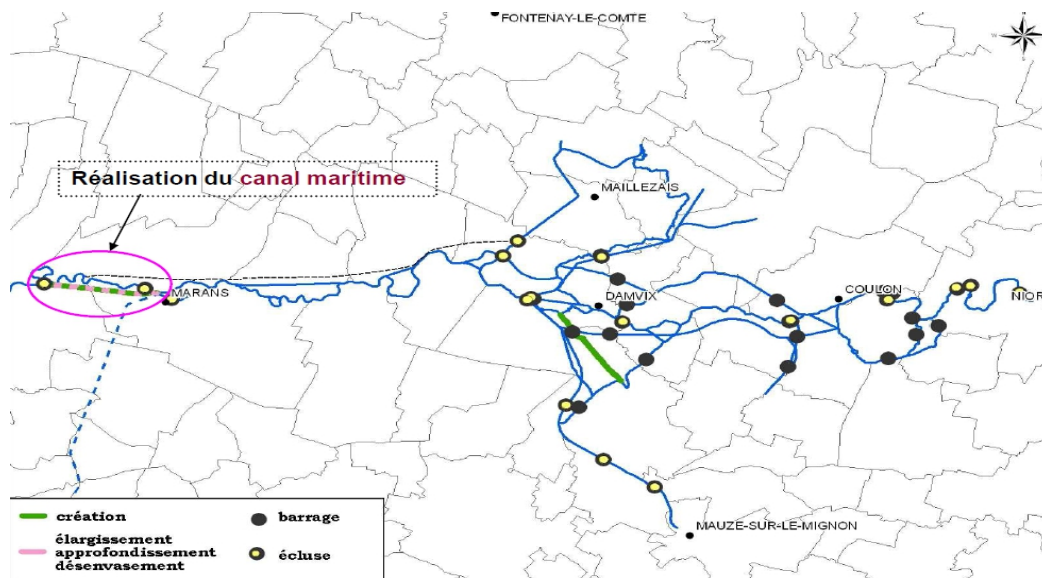 FONTENAY-LE-COMTE
Réalisation du canal maritime
MAILLEZAIS
MARANS
DAMVIX
COULON
NIOR
MAUZE-SUR-LE-MIGNON
création
élargissement
approfondissement
désenvasement
barrage
écluse